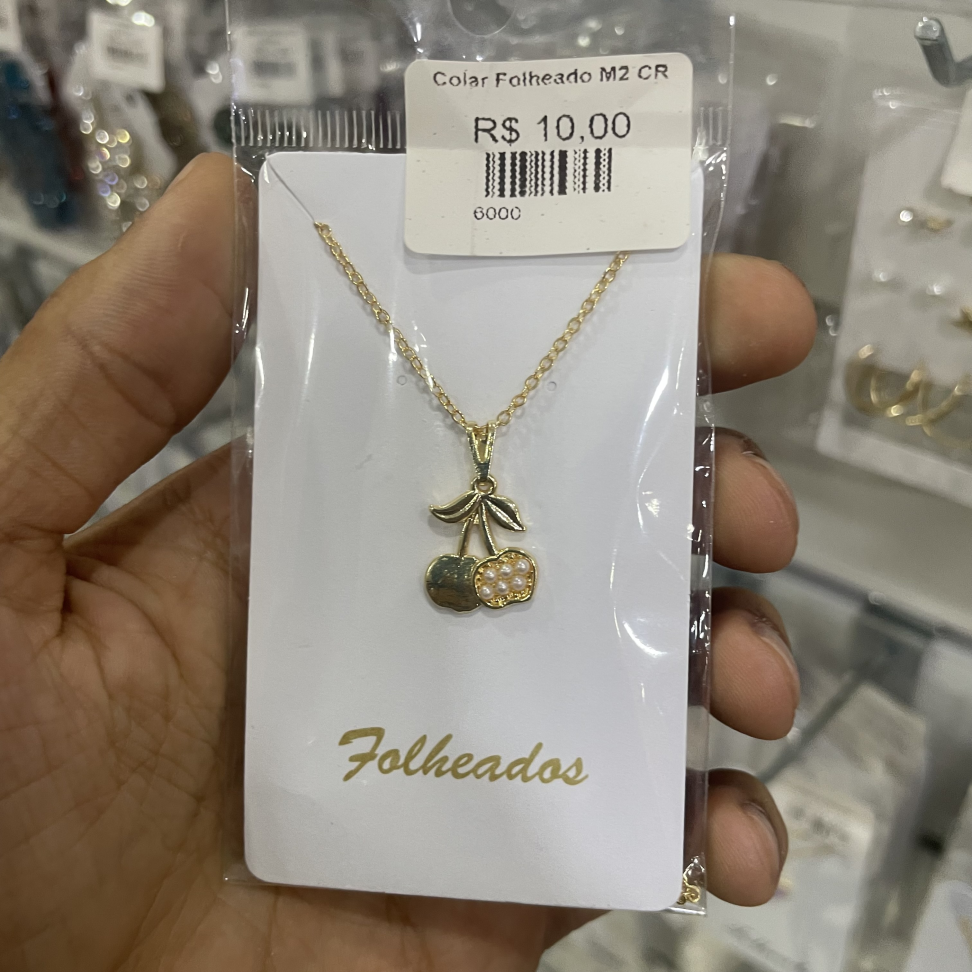 Colar Folheado M2 CR
R$ 10,00
6000
Folheados